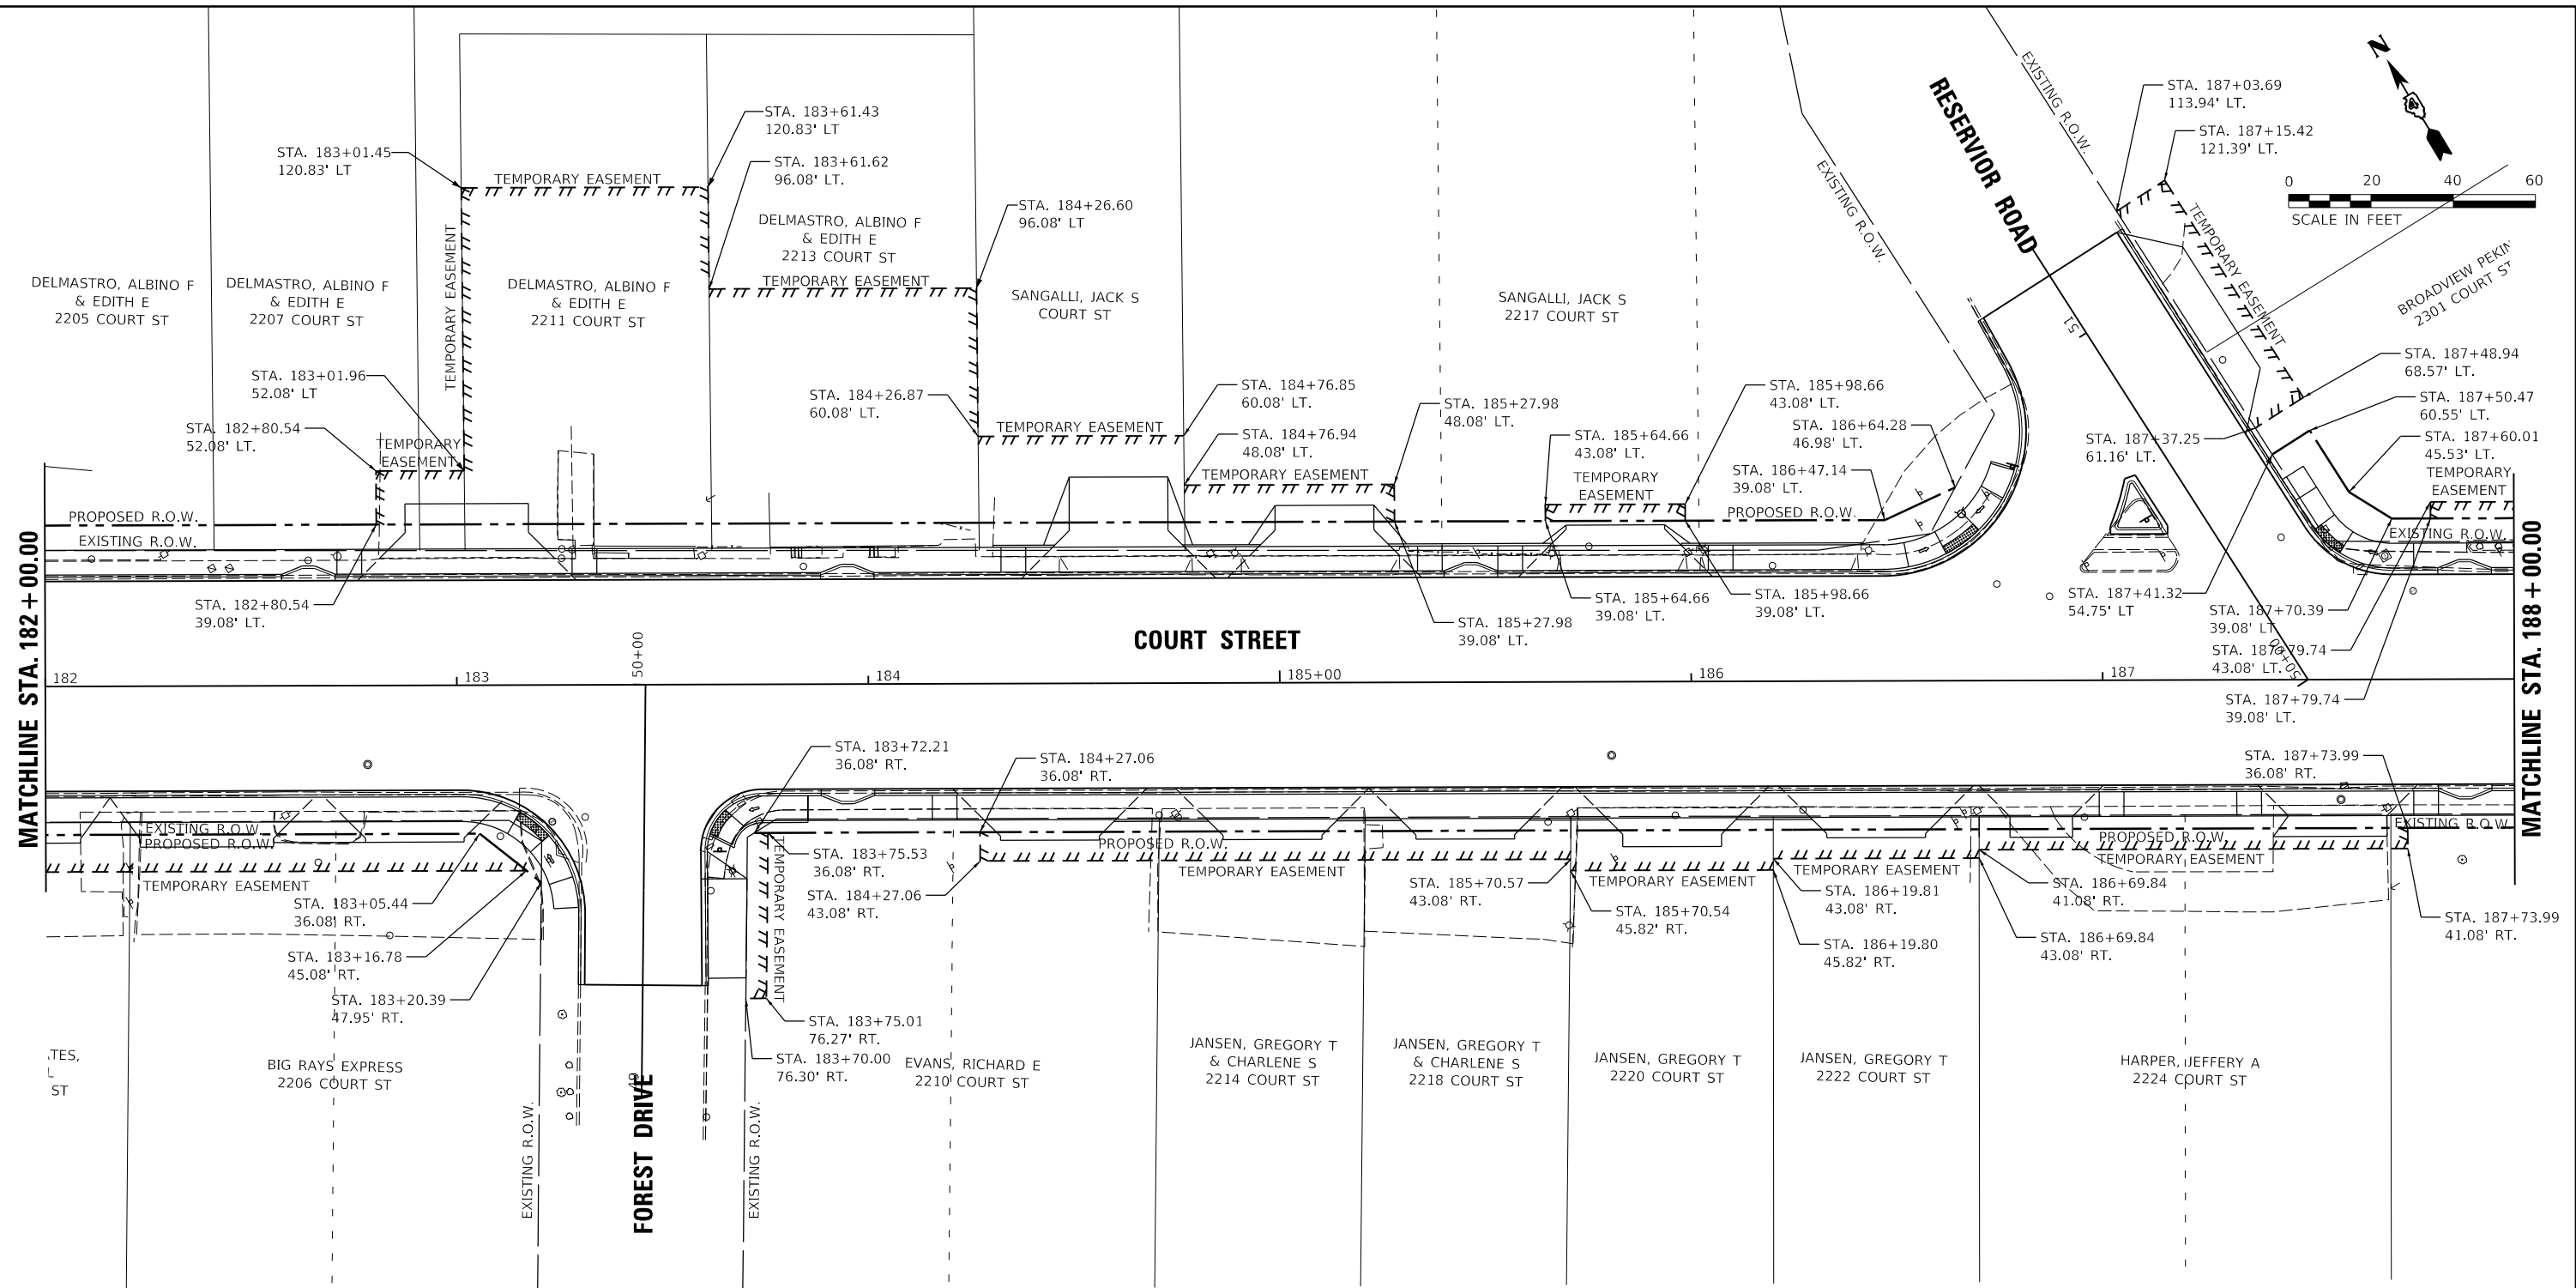 STA. 183+01.45
120.83' LT
STA. 183+61.43
120.83' LT
STA. 183+61.62
96.08' LT.
STA. 184+26.60
96.08' LT
TEMPORARY EASEMENT
TEMPORARY EASEMENT
DELMASTRO, ALBINO F
& EDITH E
2205 COURT ST
DELMASTRO, ALBINO F
& EDITH E
2207 COURT ST
DELMASTRO, ALBINO F
& EDITH E
2211 COURT ST
DELMASTRO, ALBINO F
& EDITH E
2213 COURT ST
TEMPORARY EASEMENT
SANGALLI, JACK S
COURT ST
SANGALLI, JACK S
2217 COURT ST
EXISTING R.O.W.
EXISTING R.O.W.
RESERVIOR ROAD
STA. 187+03.69
113.94' LT.
STA. 187+15.42
121.39' LT.
N
0 20 40 60
SCALE IN FEET
TEMPORARY EASEMENT
BROADVIEW PEKIN
2301 COURT ST
STA. 183+01.96
52.08' LT
STA. 182+80.54
52.08' LT.
TEMPORARY
EASEMENT
STA. 184+26.87
60.08' LT.
TEMPORARY EASEMENT
STA. 184+76.85
60.08' LT.
STA. 184+76.94
48.08' LT.
TEMPORARY EASEMENT
STA. 185+27.98
48.08' LT.
STA. 185+64.66
43.08' LT.
TEMPORARY
EASEMENT
STA. 185+98.66
43.08' LT.
STA. 186+64.28
46.98' LT.
STA. 186+47.14
39.08' LT.
PROPOSED R.O.W.
51
STA. 187+48.94
68.57' LT.
STA. 187+50.47
60.55' LT.
STA. 187+37.25
61.16' LT.
STA. 187+60.01
45.53' LT.
TEMPORARY
EASEMENT
PROPOSED R.O.W.
EXISTING R.O.W.
EXISTING R.O.W.
MATCHLINE STA. 182+00.00
STA. 182+80.54
39.08' LT.
STA. 185+27.98
39.08' LT.
STA. 185+64.66
39.08' LT.
STA. 185+98.66
39.08' LT.
STA. 187+41.32
54.75' LT
STA. 187+70.39
39.08' LT
STA. 187+79.74
43.08' LT.
STA. 187+79.74
39.08' LT.
50+00
MATCHLINE STA. 188+00.00
COURT STREET
182
183
50+00
184
185+00
186
187
STA. 183+72.21
36.08' RT.
STA. 184+27.06
36.08' RT.
STA. 187+73.99
36.08' RT.
EXISTING R.O.W
PROPOSED R.O.W.
TEMPORARY EASEMENT
STA. 183+05.44
36.08' RT.
STA. 183+16.78
45.08' RT.
STA. 183+20.39
47.95' RT.
STA. 183+75.53
36.08' RT.
STA. 184+27.06
43.08' RT.
TEMPORARY EASEMENT
PROPOSED R.O.W.
TEMPORARY EASEMENT
STA. 185+70.57
43.08' RT.
TEMPORARY EASEMENT
STA. 185+70.54
45.82' RT.
TEMPORARY EASEMENT
STA. 186+19.81
43.08' RT.
STA. 186+19.80
45.82' RT.
PROPOSED R.O.W.
TEMPORARY EASEMENT
STA. 186+69.84
41.08' RT.
STA. 186+69.84
43.08' RT.
EXISTING R.O.W.
STA. 187+73.99
41.08' RT.
STA. 183+75.01
76.27' RT.
STA. 183+70.00
76.30' RT.
ATES,
L
ST
BIG RAYS EXPRESS
2206 COURT ST
EXISTING R.O.W.
49
FOREST DRIVE
EXISTING R.O.W.
EVANS, RICHARD E
2210 COURT ST
JANSEN, GREGORY T
& CHARLENE S
2214 COURT ST
JANSEN, GREGORY T
& CHARLENE S
2218 COURT ST
JANSEN, GREGORY T
2220 COURT ST
JANSEN, GREGORY T
2222 COURT ST
HARPER, JEFFERY A
2224 COURT ST